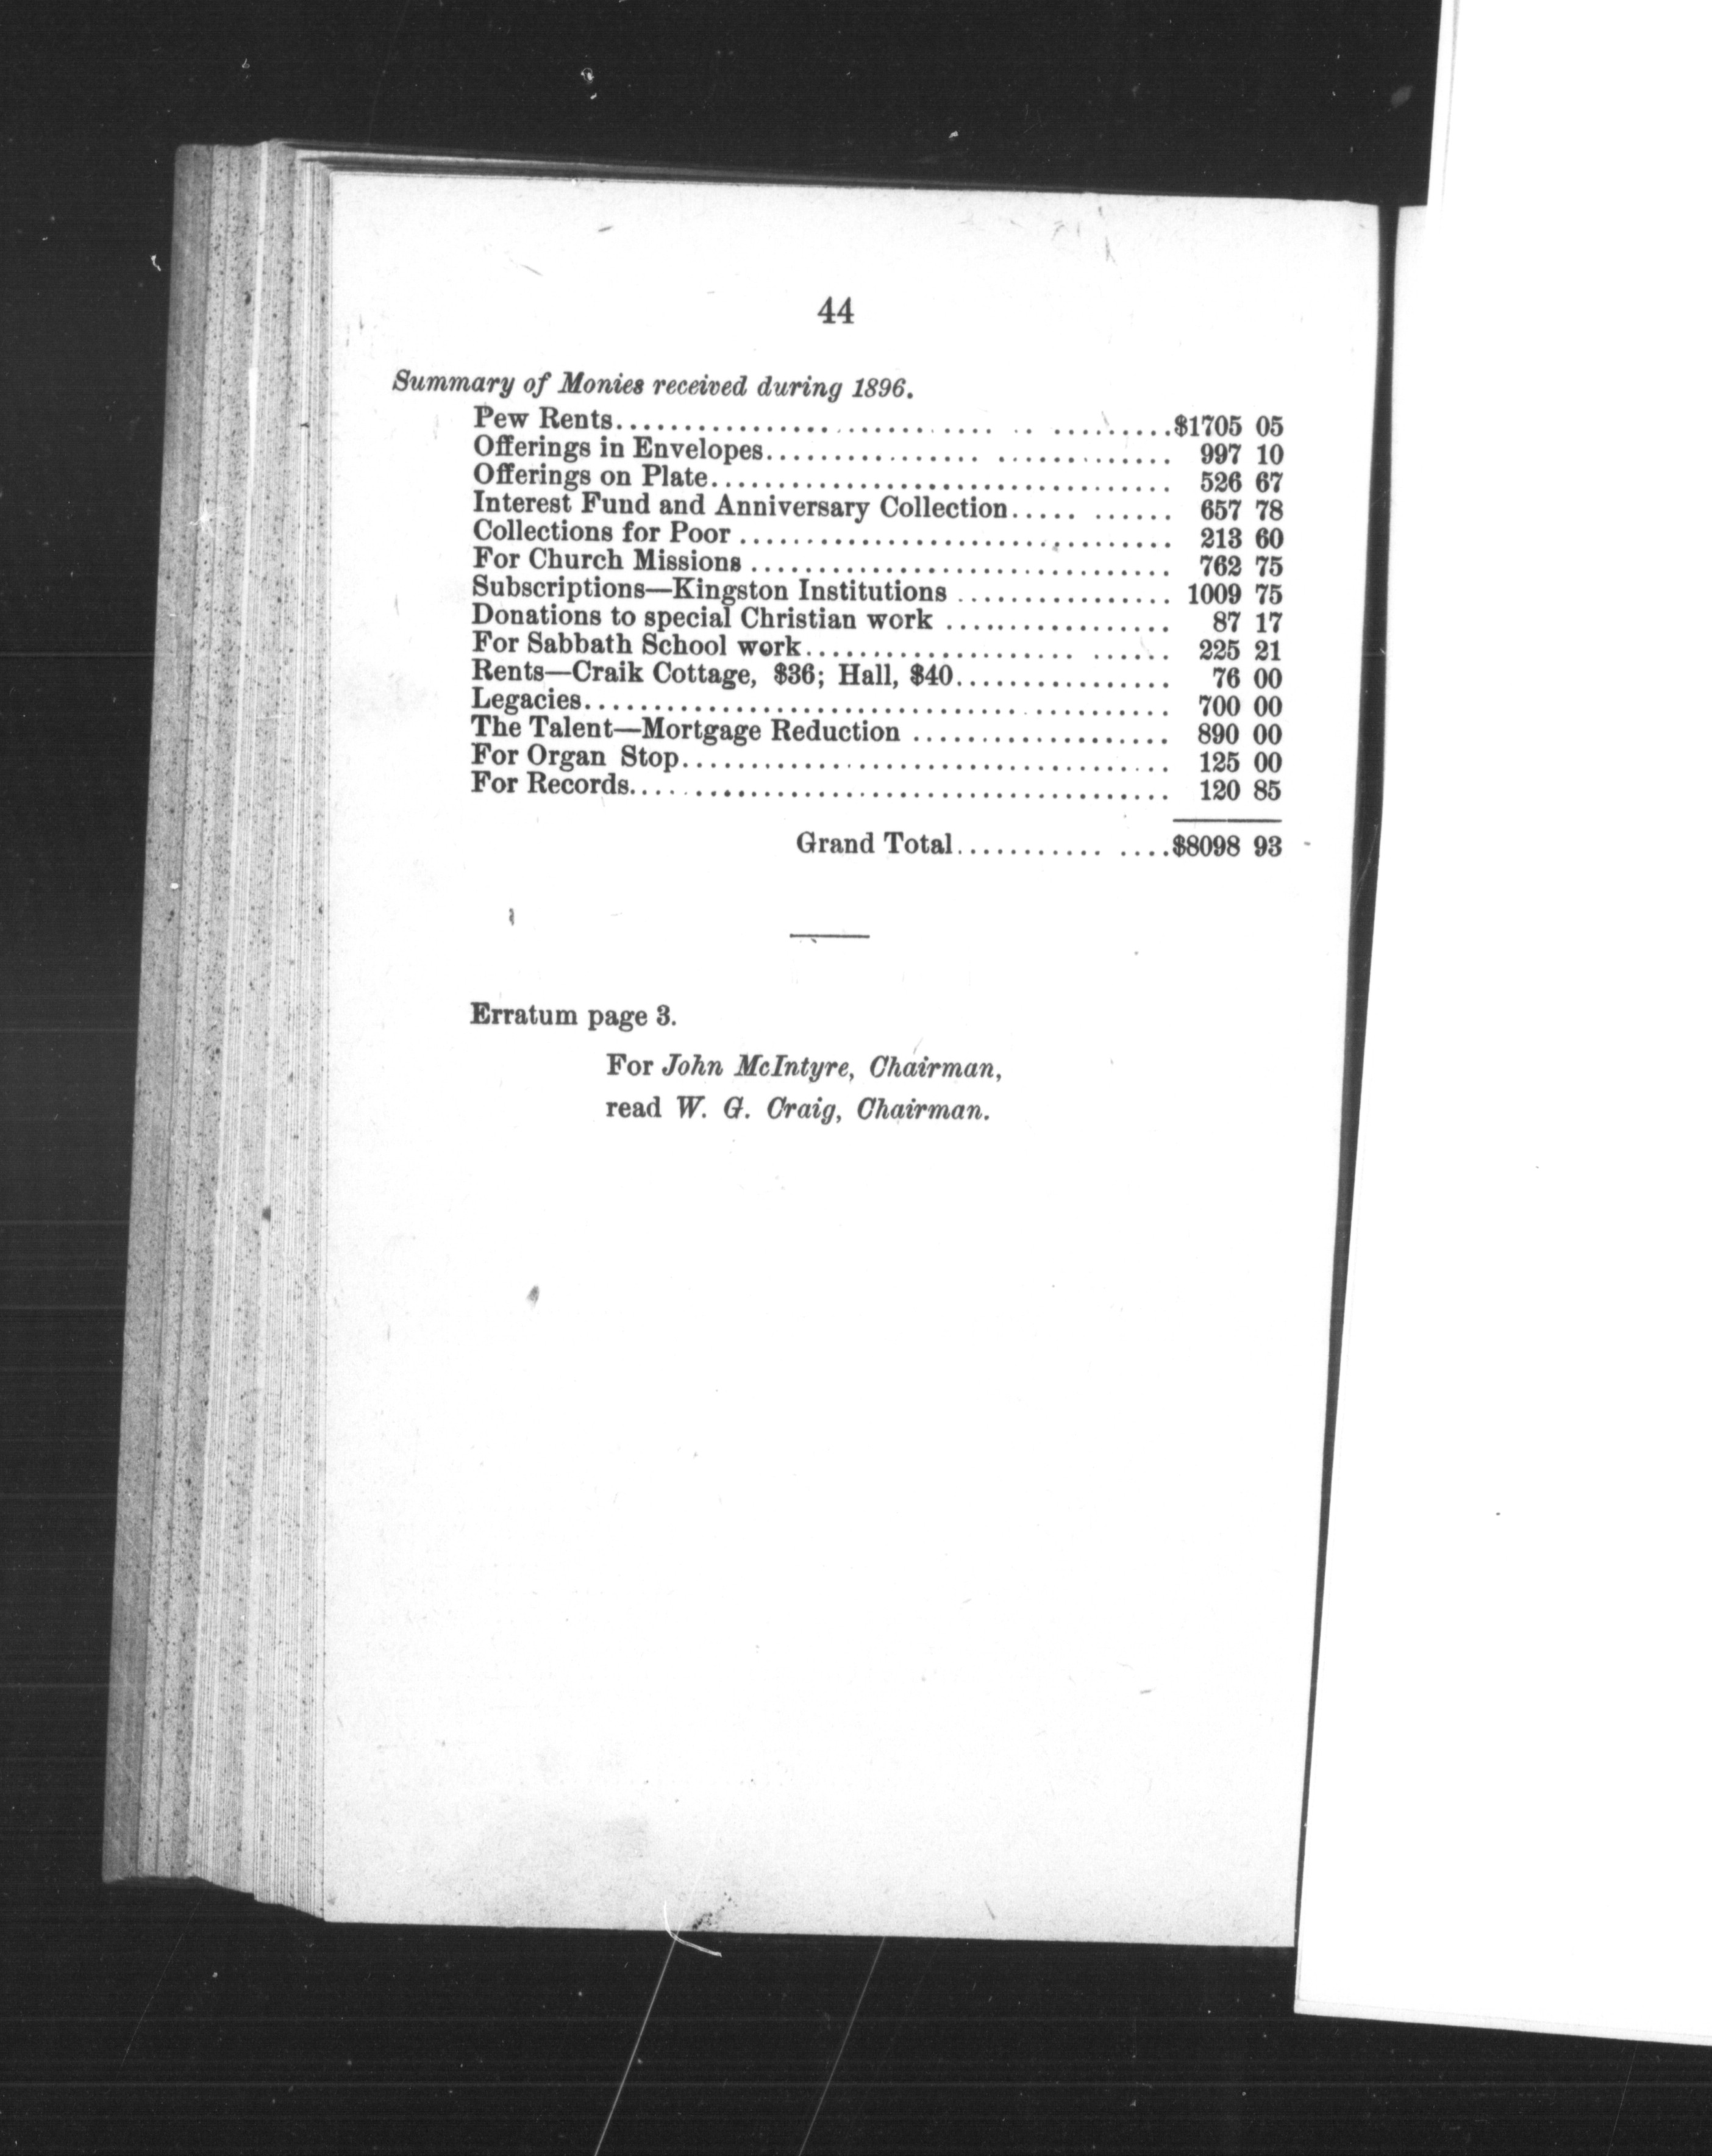 44
Summary of Monies received during 1896.
Pew Rents.......................................$1705 05
Offerings in Envelopes............................ 997 10
Offerings on Plate.................................. 526 67
Interest Fund and Anniversary Collection........... 657 78
Collections for Poor ................................ 213 60
For Church Missions ............................... 762 75
Subscriptions—Kingston Institutions ................ 1009 75
Donations to special Christian work ................. 87 17
For Sabbath School work.......................... 225 21
Rents—Craik Cottage, $36; Hall, $40................ 76 00
Legacies........................................... 700 00
The Talent—Mortgage Reduction ................... 890 00
For Organ Stop.................................... 125 00
For Records....................................... 120 85
Grand Total...............$8098 93
Erratum page 3.
For John McIntyre, Chairman,
read W. G. Craig, Chairman.